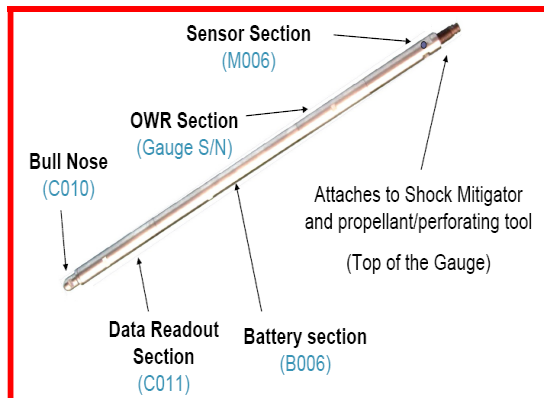 Sensor Section
(M006)
OWR Section
(Gauge S/N)
Bull Nose
(C010)
Attaches to Shock Mitigator
and propellant/perforating tool
(Top of the Gauge)
Data Readout
Section
(C011)
Battery section
(B006)